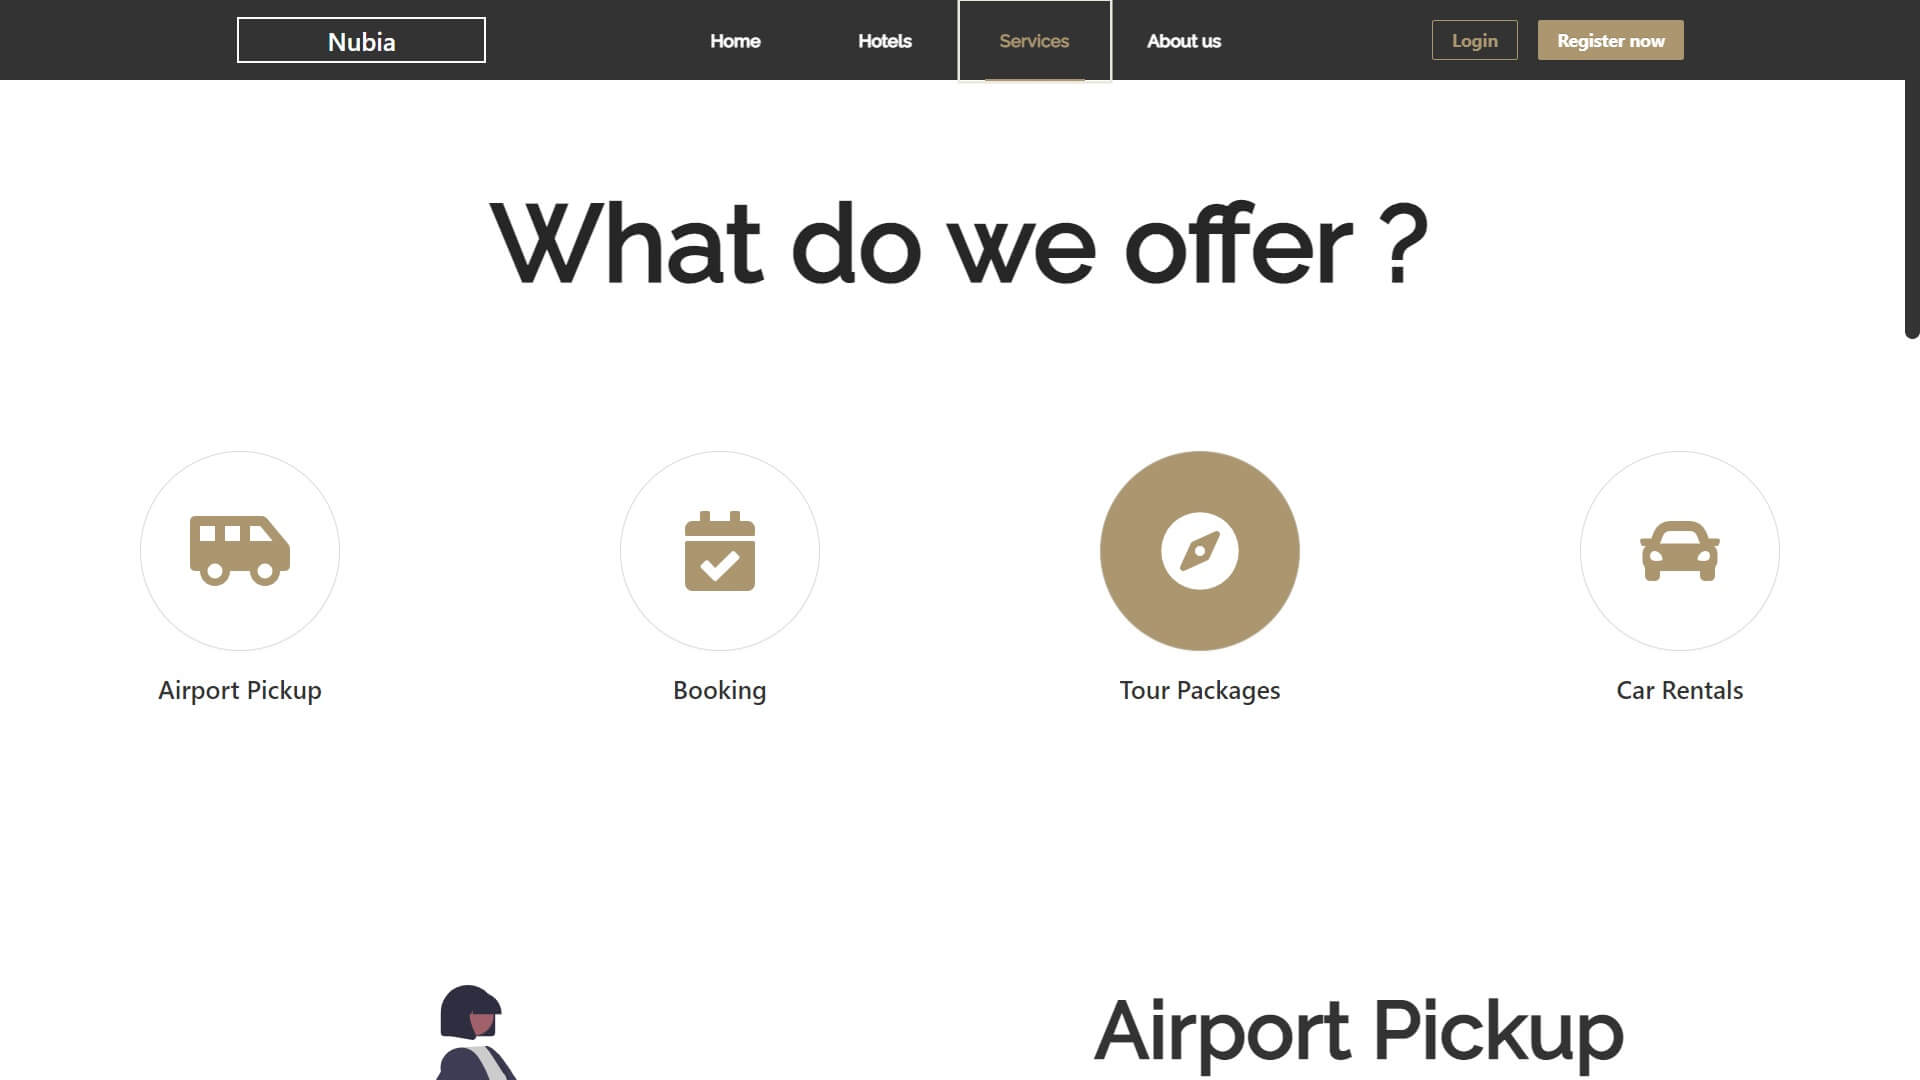 Nubia
Home
Hotels
Services
About us
Login
Register now
What do we offer ?
Airport Pickup
Booking
Tour Packages
Car Rentals
Airport Pickup